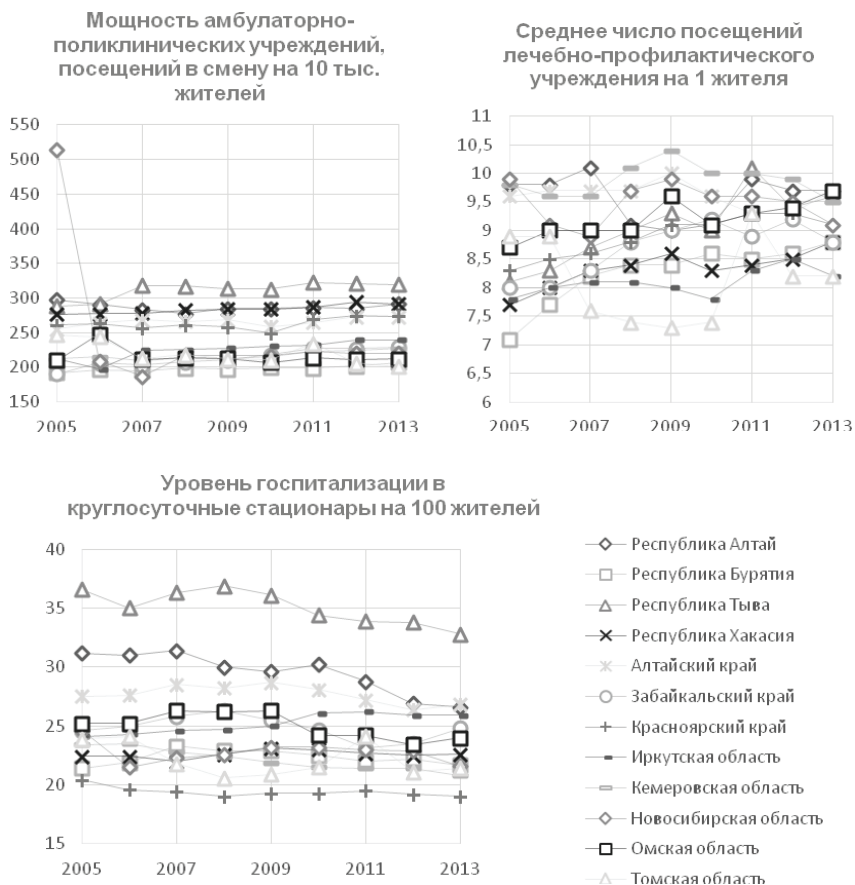 Мощность амбулаторно-
поликлинических учреждений,
посещений в смену на 10 тыс.
жителей
550
500
450
400
350
300
250
200
150
2005 2007 2009 2011 2013
Среднее число посещений
лечебно-профилактического
учреждения на 1 жителя
11
10,5
10
9,5
9
8,5
8
7,5
7
6,5
6
2005 2007 2009 2011 2013
Уровень госпитализации в
круглосуточные стационары на 100 жителей
40
35
30
25
20
15
2005 2007 2009 2011 2013
Республика Алтай
Республика Бурятия
Республика Тыва
Республика Хакасия
Алтайский край
Забайкальский край
Красноярский край
Иркутская область
Кемеровская область
Новосибирская область
Омская область
Томская область